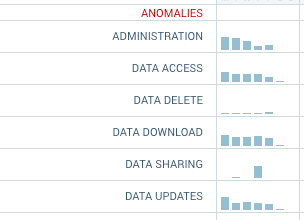 ANOMALIES
ADMINISTRATION
DATA ACCESS
DATA DELETE
DATA DOWNLOAD
DATA SHARING
DATA UPDATES